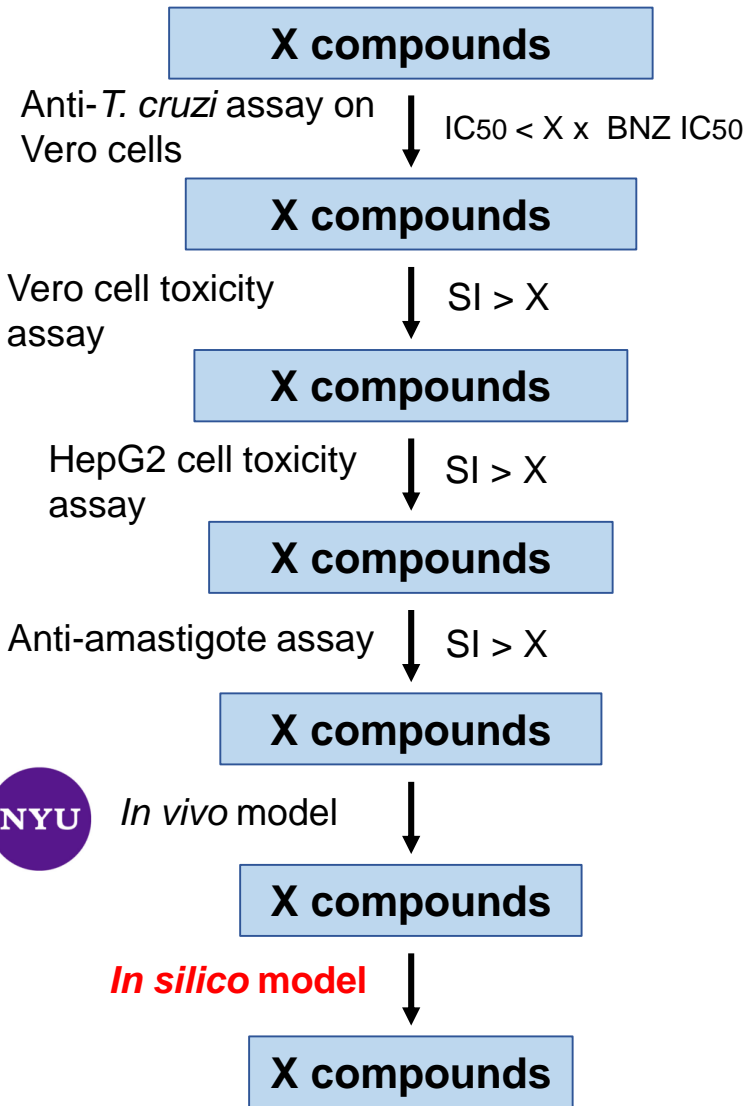 X compounds
Anti-T. cruzi assay on
Vero cells
IC50 < X x BNZ IC50
X compounds
Vero cell toxicity
assay
SI > X
X compounds
HepG2 cell toxicity
assay
SI > X
X compounds
Anti-amastigote assay
SI > X
X compounds
NYU
In vivo model
X compounds
In silico model
X compounds